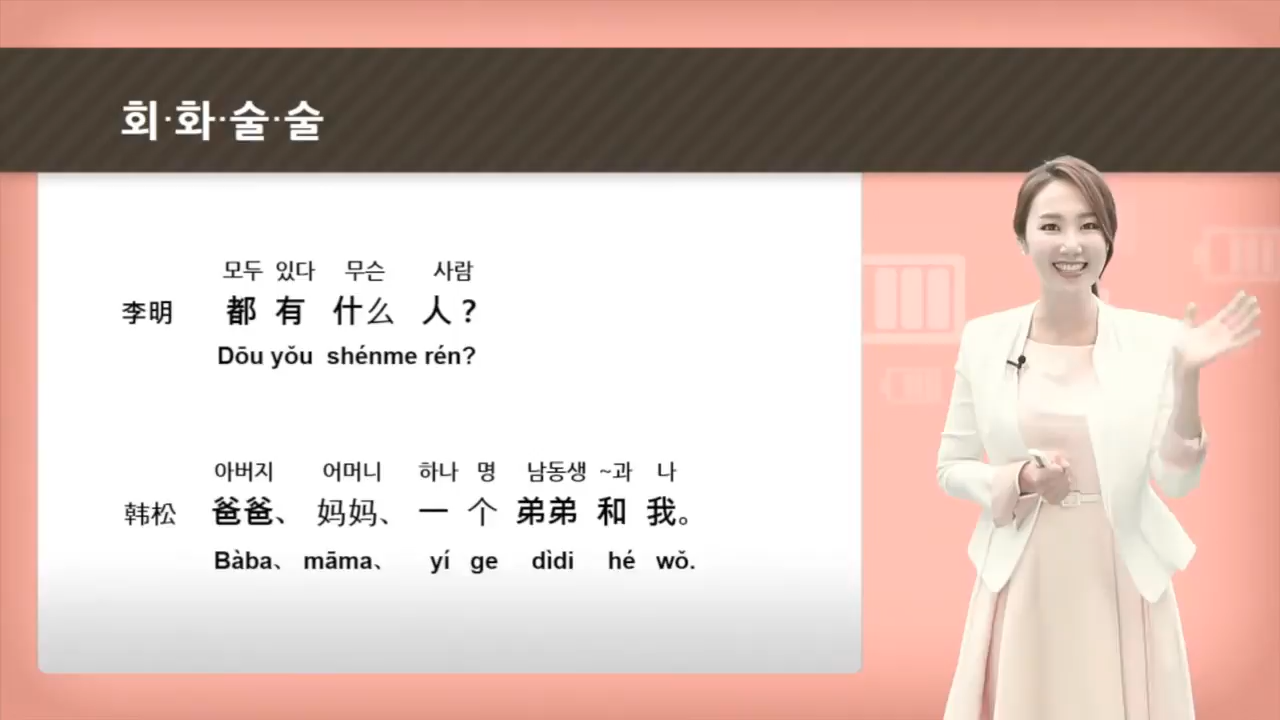 회·화·술·술
모두 있다 무슨 사람
李明 都 有 什么 人？
Dōu yǒu shénme rén?
아버지 어머니 하나 명 남동생 ~과 나
韩松 爸爸、 妈妈、 一 个 弟弟 和 我。
Bàba、 māma、 yí ge dìdi hé wǒ.